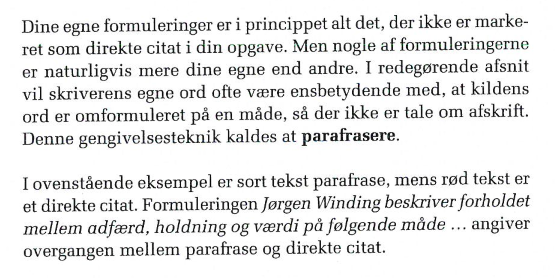 Dine egne formuleringer er i princippet alt det, der ikke er marke-
ret som direkte citat i din opgave. Men nogle af formuleringerne
er naturligvis mere dine egne end andre. I redegørende afsnit
vil skriverens egne ord ofte være ensbetydende med, at kildens
ord er omformuleret på en måde, så der ikke er tale om afskrift.
Denne gengivelsesteknik kaldes at parafrasere.
I ovenstående eksempel er sort tekst parafrase, mens rød tekst er
et direkte citat. Formuleringen Jørgen Winding beskriver forholdet
mellem adfærd, holdning og værdi på følgende måde … angiver
overgangen mellem parafrase og direkte citat.